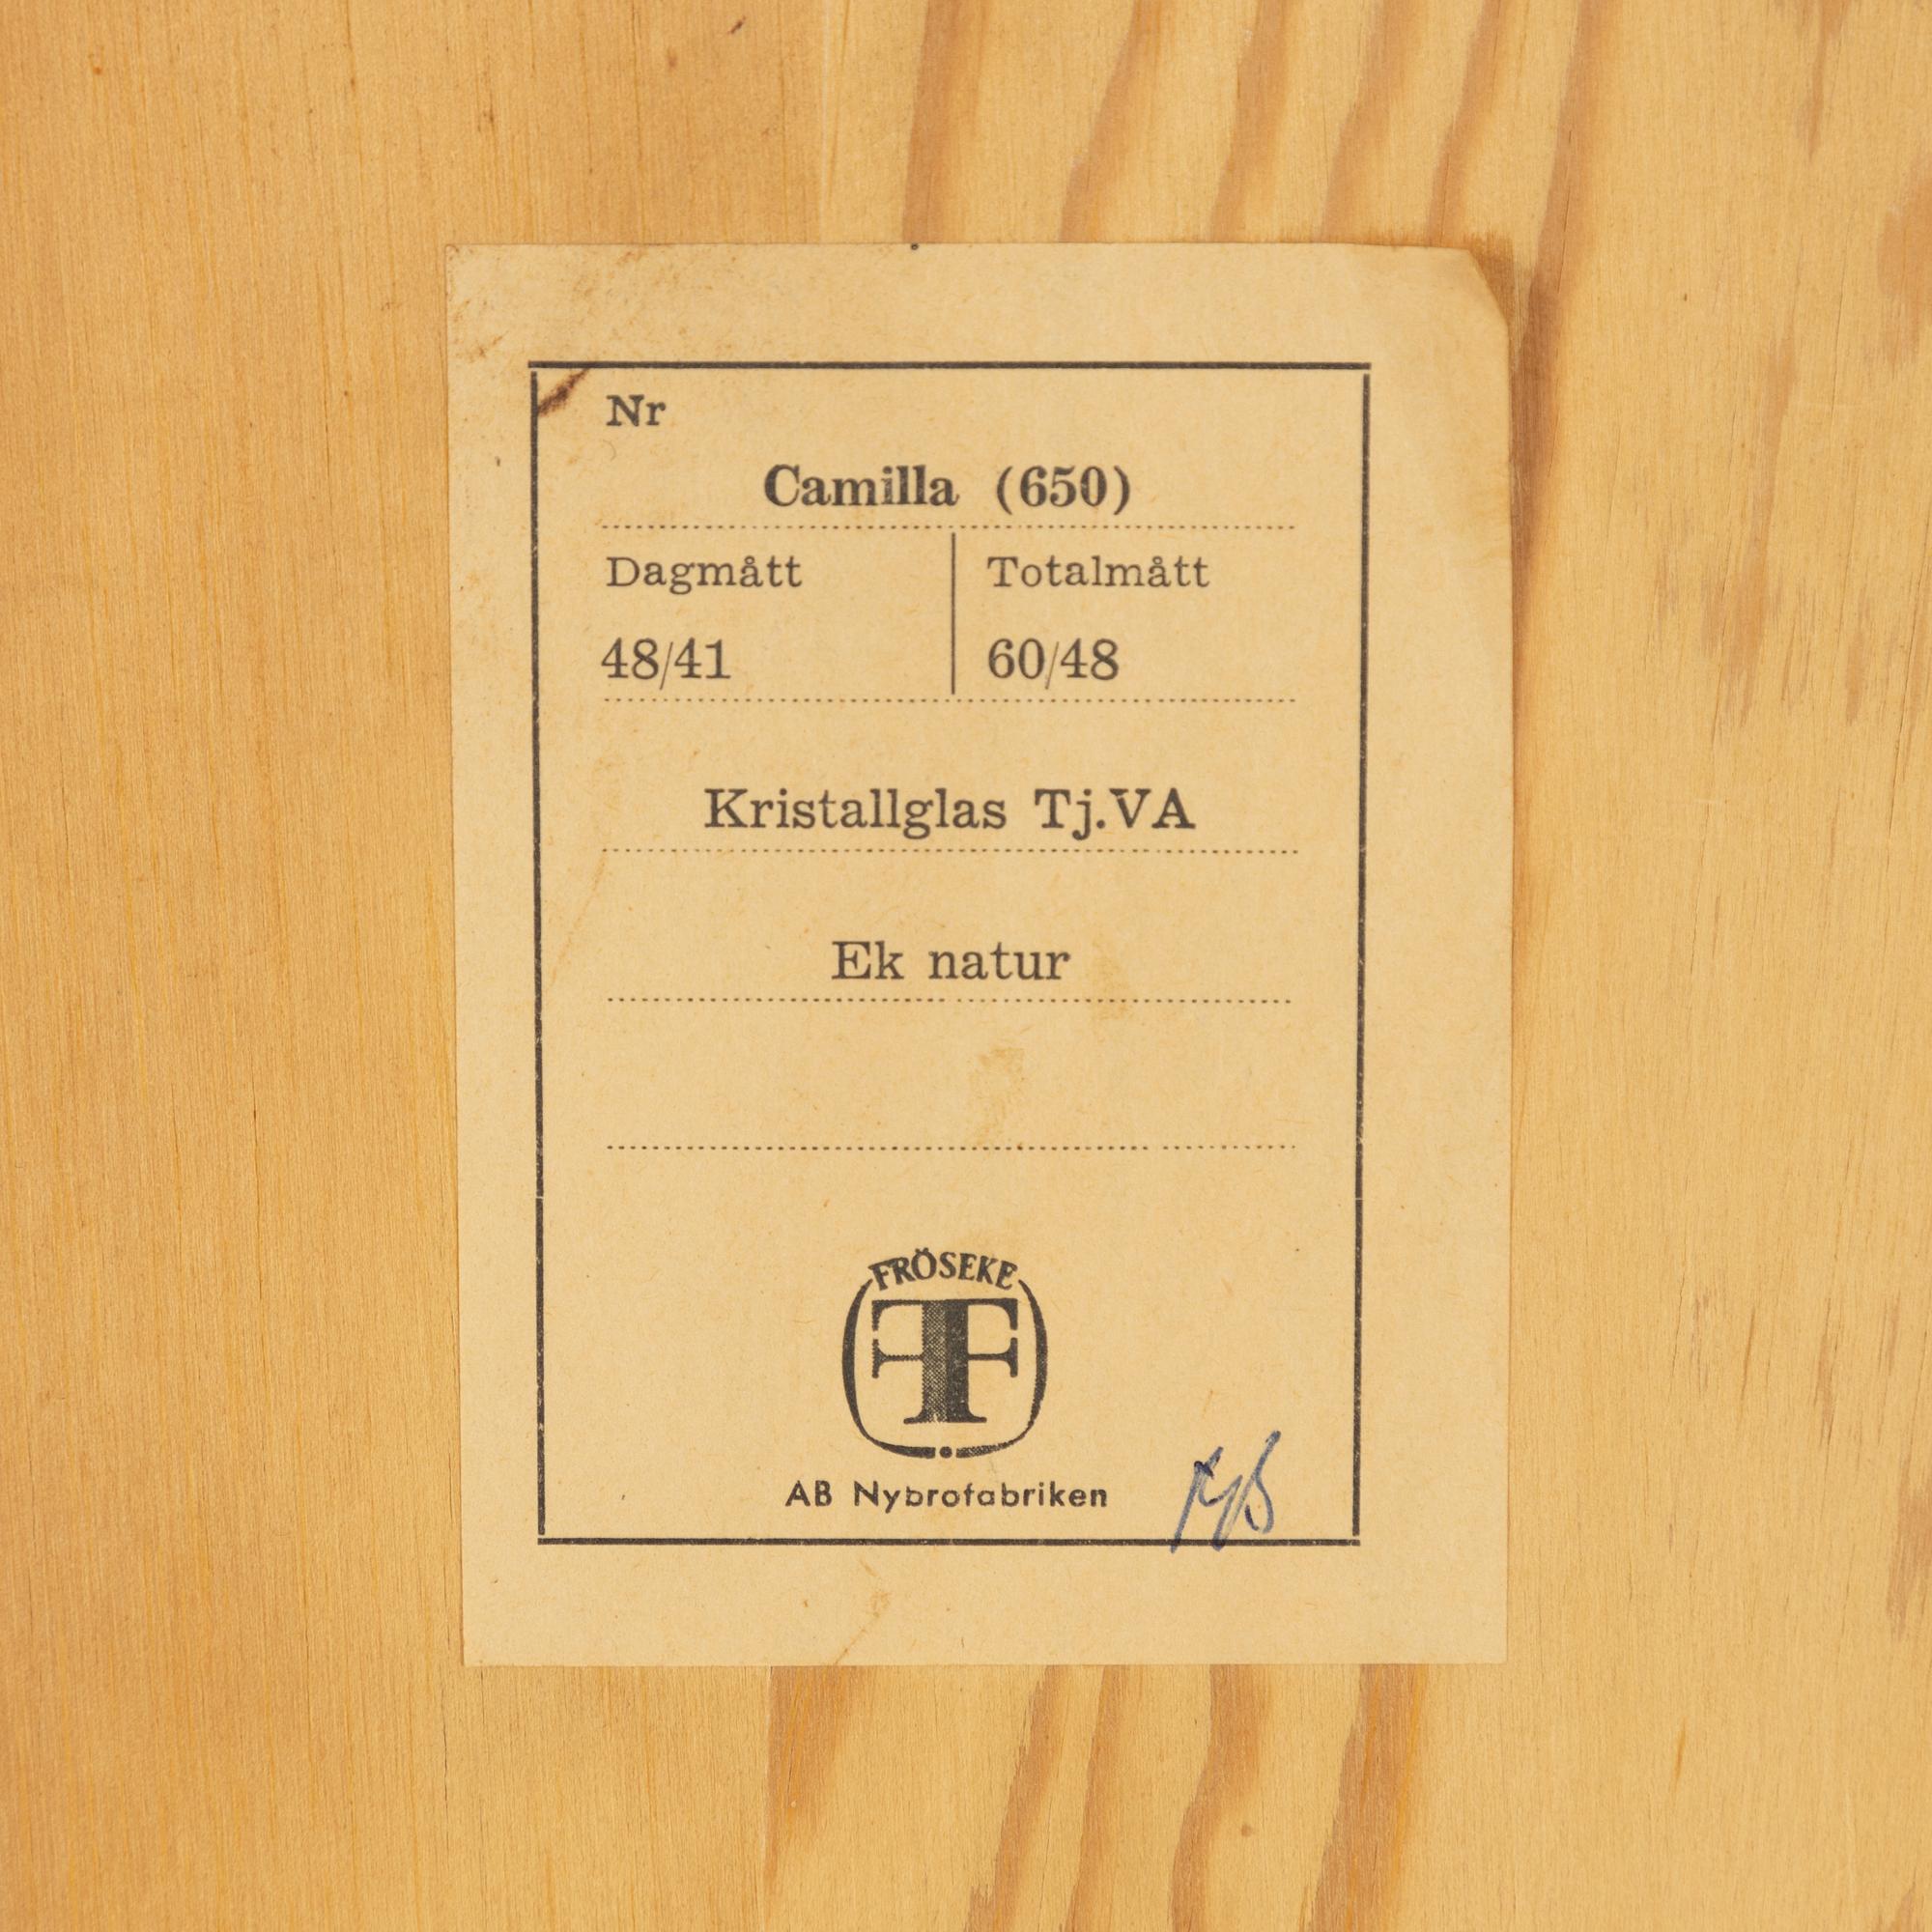 Nr
Camilla (650)
Dagmått Totalmått
48/41 60/48
Kristallglas Tj.VA
Ek natur
FRÖSEKE
AB Nybrofabriken